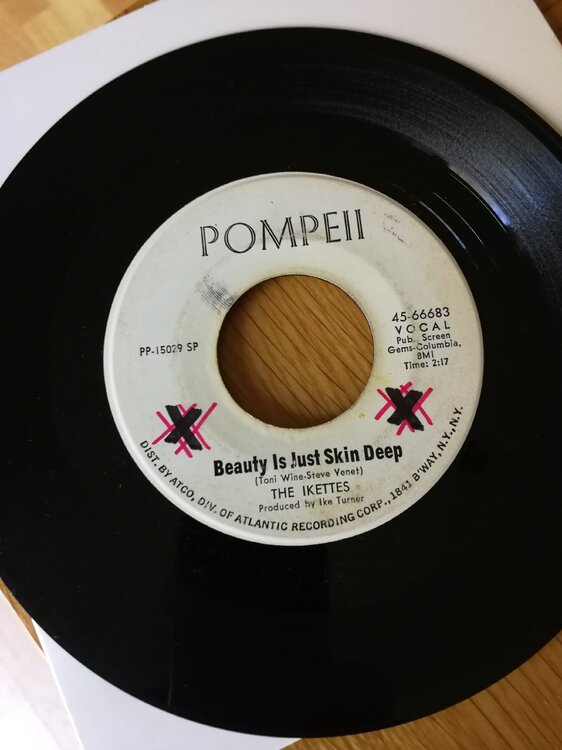 POMPEII
45-66683
VOCAL
Pub., Screen
Gems-Columbia,
BMI
Time: 2:17
PP-15029 SP
X X
Beauty Is Just Skin Deep
(Toni Wine-Steve Venet)
THE IKETTES
Produced by Ike Turner
DIST. BY ATCO, DIV. OF ATLANTIC RECORDING CORP., 1841 B'WAY, N.Y., N.Y.